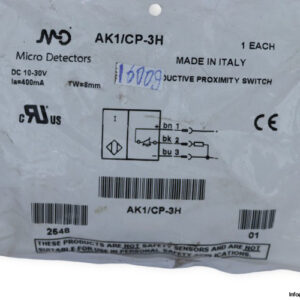 MD
AK1/CP-3H
1 EACH
Micro Detectors
MADE IN ITALY
DC 10-30V
Ia=400mA
TW=8mm
DUCTIVE PROXIMITY SWITCH
c us
bn 1
bk 2
bu 3
CE
AK1/CP-3H
2648
01
THESE PRODUCTS ARE NOT SAFETY SENSORS AND ARE NOT